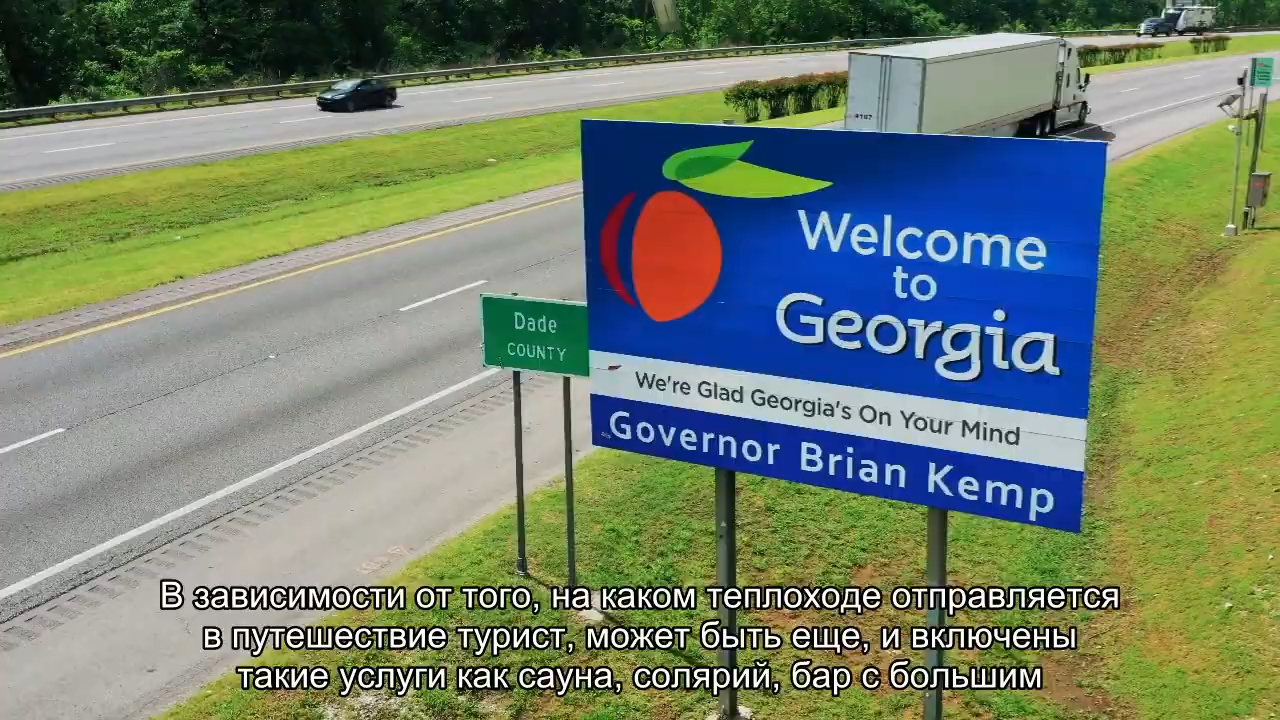 Welcome
to
Georgia
We're Glad Georgia's On Your Mind
Governor Brian Kemp
Dade
COUNTY
В зависимости от того, на каком теплоходе отправляется
в путешествие турист, может быть еще, и включены
такие услуги как сауна, солярий, бар с большим